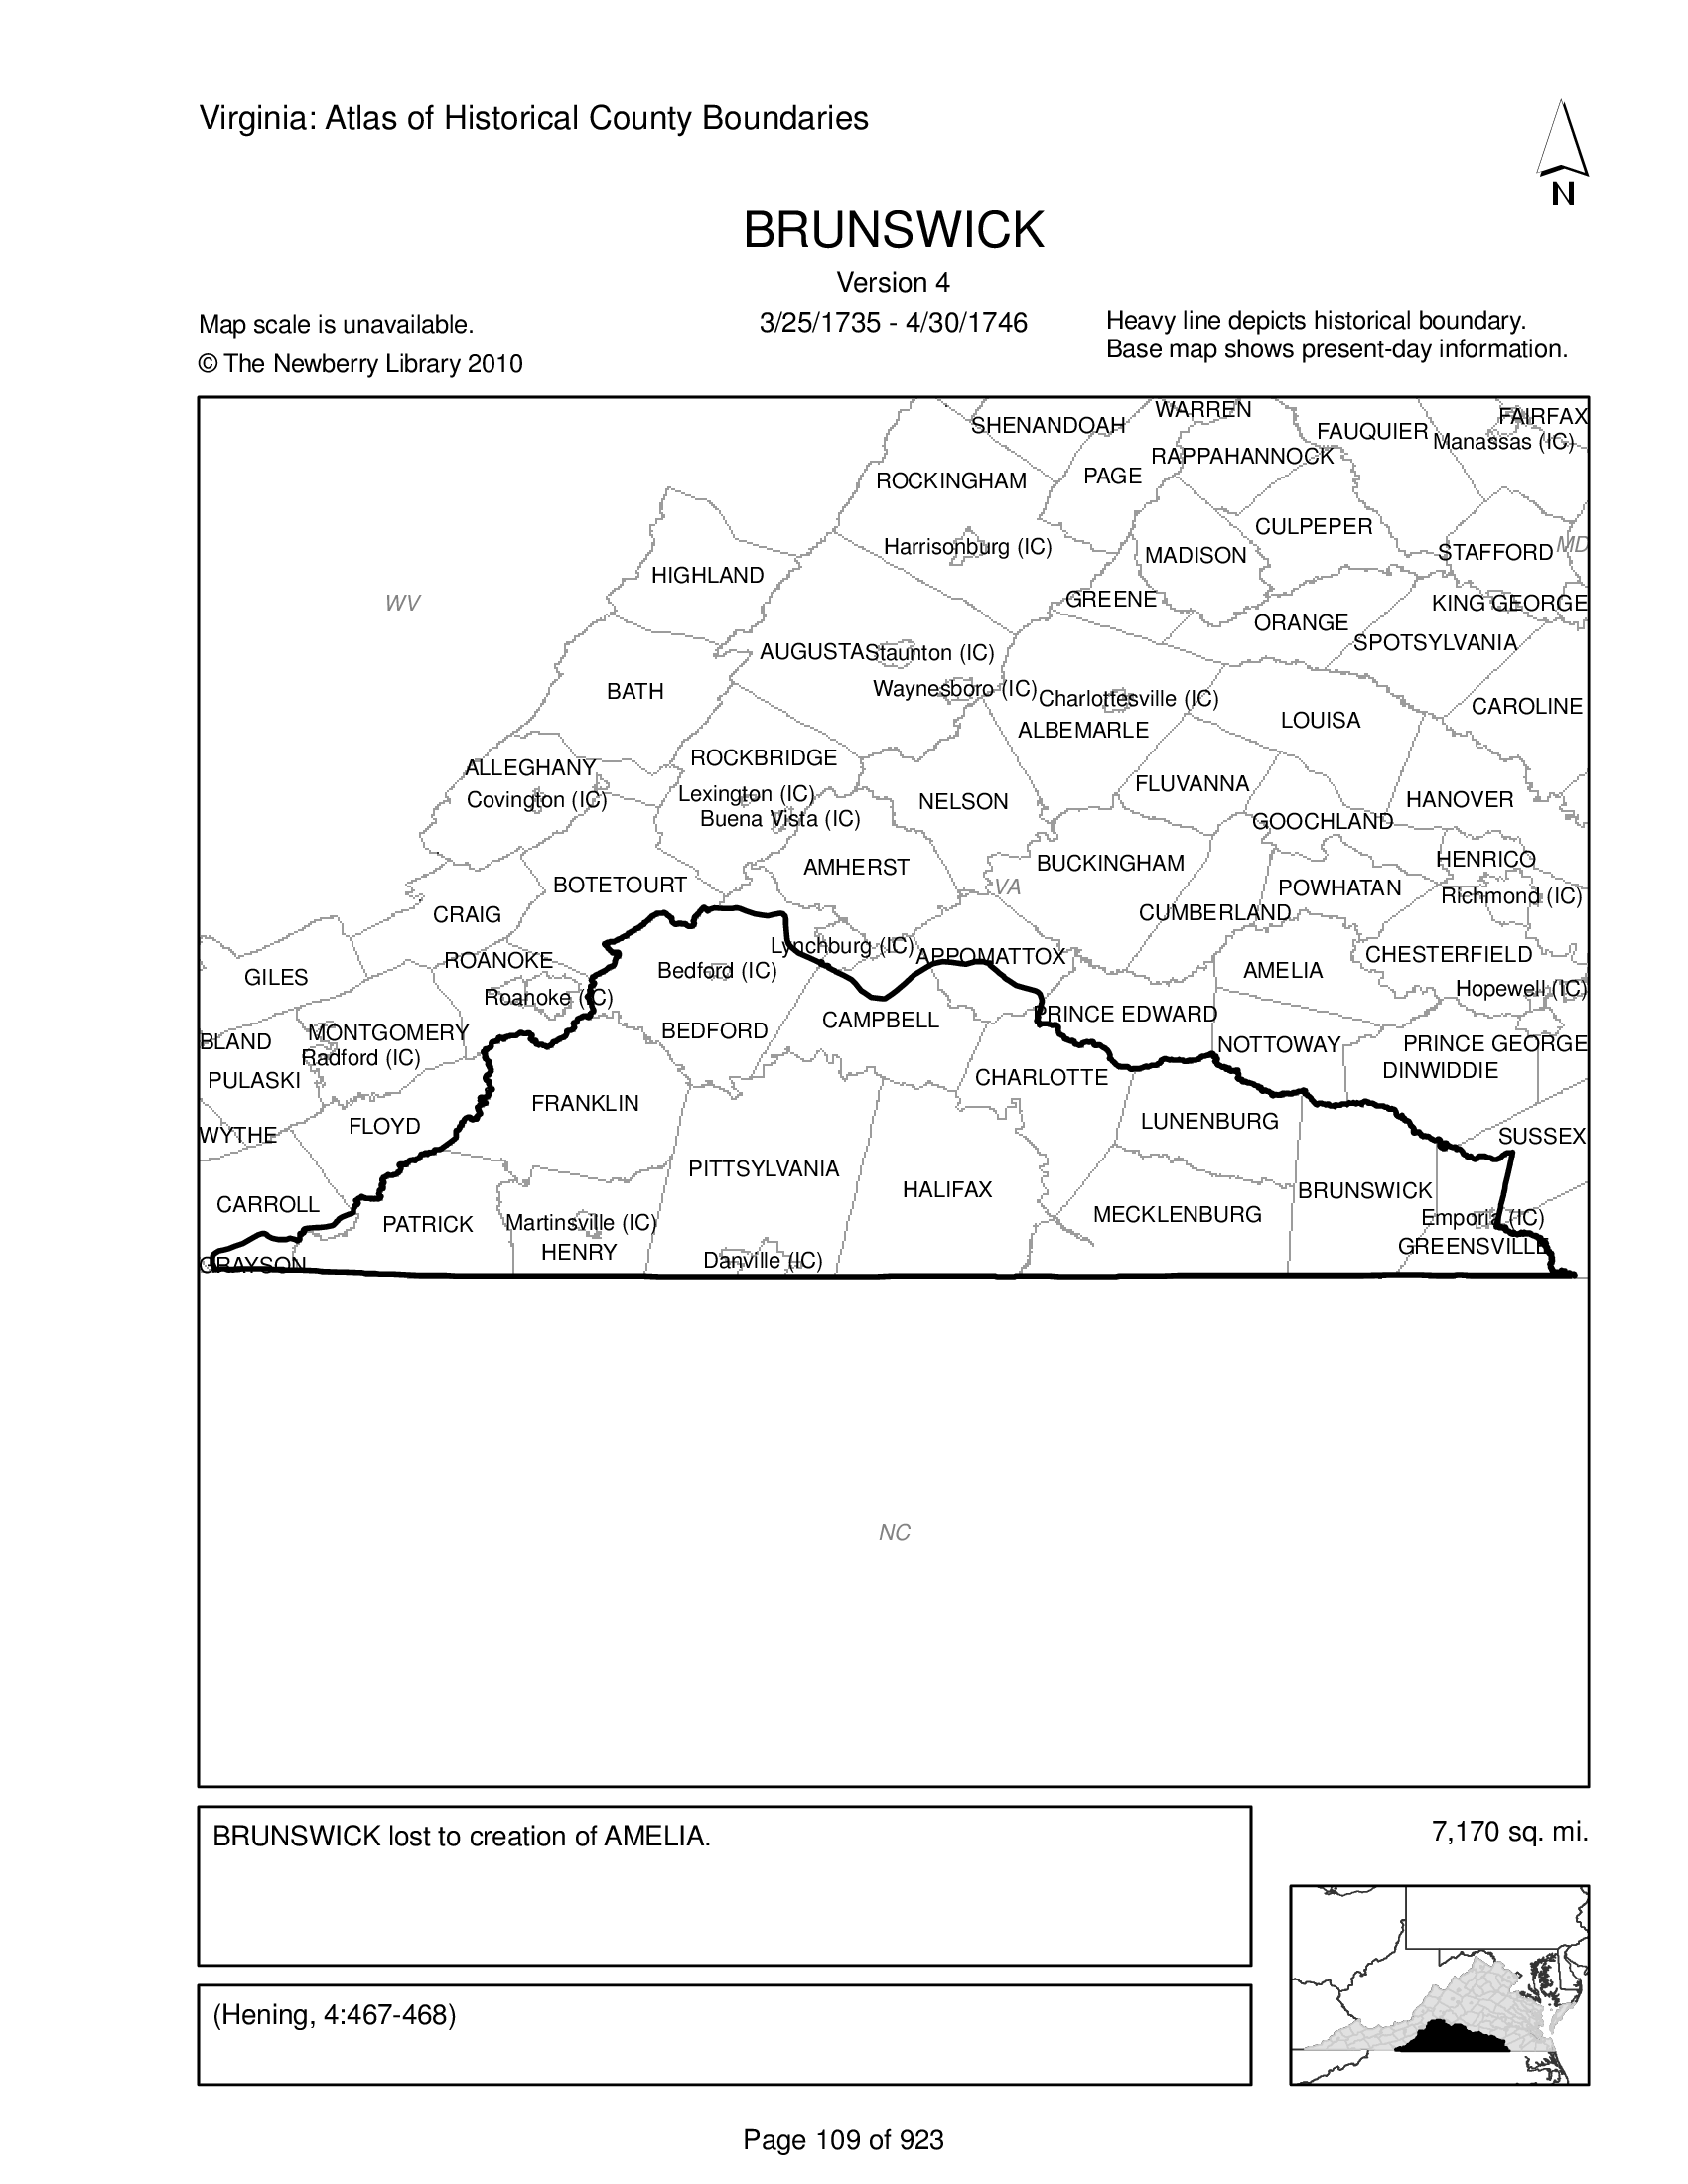 Virginia: Atlas of Historical County Boundaries
N
BRUNSWICK
Version 4
3/25/1735 - 4/30/1746
Map scale is unavailable.
© The Newberry Library 2010
Heavy line depicts historical boundary.
Base map shows present-day information.
WARREN
FAIRFAX
SHENANDOAH
FAUQUIER
Manassas (IC)
RAPPAHANNOCK
PAGE
ROCKINGHAM
CULPEPER
Harrisonburg (IC)
MADISON
STAFFORD
MD
HIGHLAND
WV
GREENE
KING GEORGE
ORANGE
SPOTSYLVANIA
AUGUSTA
Staunton (IC)
BATH
Waynesboro (IC)
Charlottesville (IC)
CAROLINE
LOUISA
ALBEMARLE
ROCKBRIDGE
ALLEGHANY
FLUVANNA
Lexington (IC)
Covington (IC)
NELSON
HANOVER
Buena Vista (IC)
GOOCHLAND
HENRICO
BUCKINGHAM
AMHERST
VA
POWHATAN
BOTETOURT
Richmond (IC)
CRAIG
CUMBERLAND
Lynchburg (IC)
APPOMATTOX
CHESTERFIELD
ROANOKE
GILES
Bedford (IC)
AMELIA
Roanoke (IC)
Hopewell (IC)
PRINCE EDWARD
CAMPBELL
MONTGOMERY
BEDFORD
BLAND
NOTTOWAY
PRINCE GEORGE
Radford (IC)
DINWIDDIE
PULASKI
CHARLOTTE
FRANKLIN
LUNENBURG
FLOYD
WYTHE
SUSSEX
PITTSYLVANIA
HALIFAX
BRUNSWICK
CARROLL
MECKLENBURG
Emporia (IC)
PATRICK
Martinsville (IC)
GREENSVILLE
HENRY
Danville (IC)
GRAYSON
NC
BRUNSWICK lost to creation of AMELIA.
7,170 sq. mi.
(Hening, 4:467-468)
Page 109 of 923